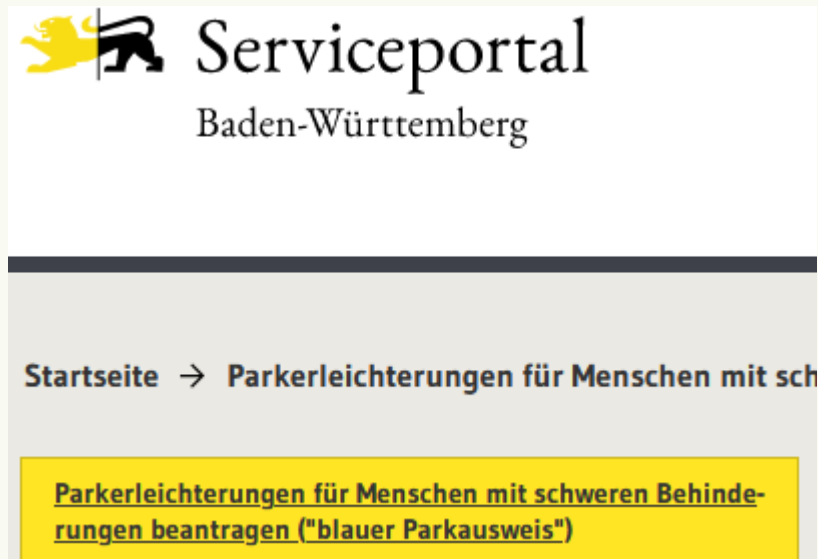 Serviceportal
Baden-Württemberg
Startseite → Parkerleichterungen für Menschen mit sch
Parkerleichterungen für Menschen mit schweren Behinde-
rungen beantragen ("blauer Parkausweis")